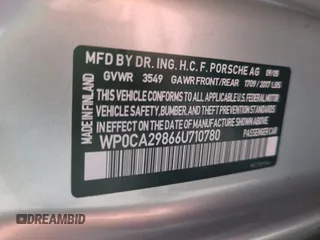 MFD BY DR. ING. H.C. F. PORSCHE AG 09/05
GVWR 3549 GAWR FRONT/REAR 1709/2007 LBS
MADE IN FINLAND
THIS VEHICLE CONFORMS TO ALL APPLICABLE U.S. FEDERAL MOTOR
VEHICLE SAFETY, BUMPER, AND THEFT PREVENTION STANDARDS
IN EFFECT ON THE DATE OF MANUFACTURE SHOWN ABOVE
WP0CA29866U710780 PASSENGER CAR
DREAMBID